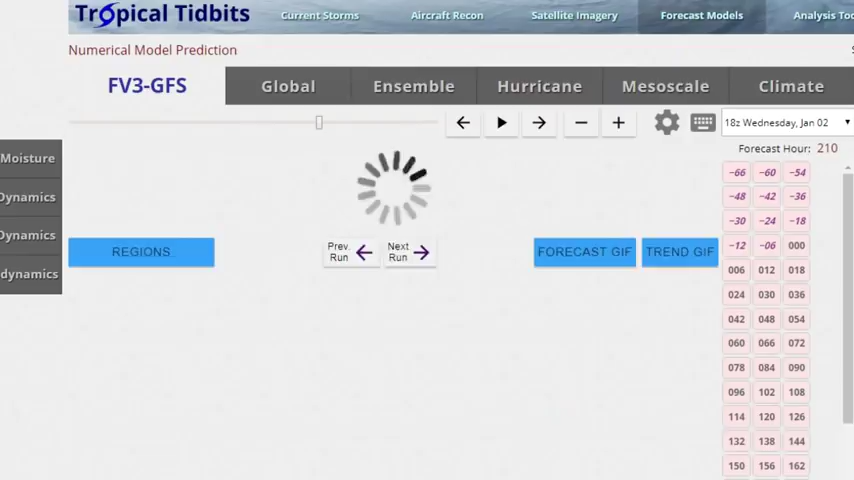 Tropical Tidbits
Current Storms Aircraft Recon Satellite Imagery Forecast Models Analysis Too
Numerical Model Prediction
FV3-GFS Global Ensemble Hurricane Mesoscale Climate
18z Wednesday, Jan 02
Forecast Hour: 210
Moisture
Dynamics
Dynamics
dynamics
REGIONS
Prev. Run
Next Run
FORECAST GIF TREND GIF
-66 -60 -54
-48 -42 -36
-30 -24 -18
-12 -06 000
006 012 018
024 030 036
042 048 054
060 066 072
078 084 090
096 102 108
114 120 126
132 138 144
150 156 162